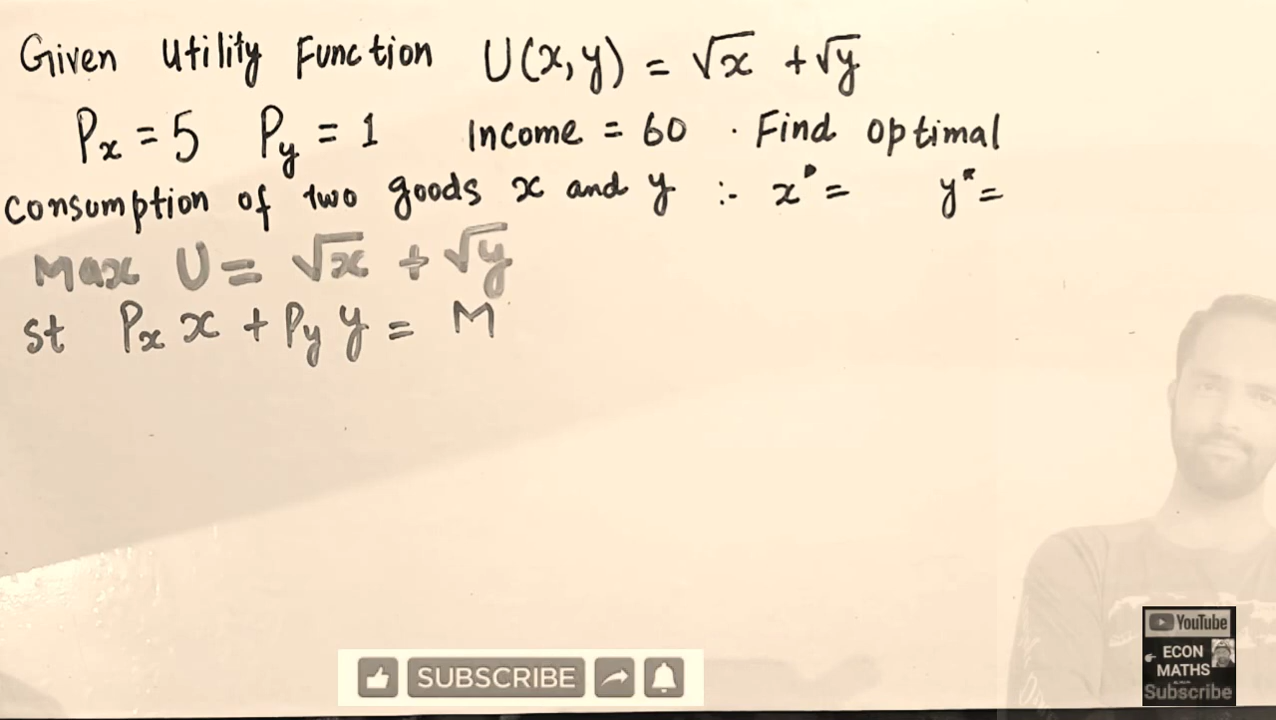 Given Utility Function U(x,y) = √x + √y
Px = 5 Py = 1 Income = 60 . Find optimal
consumption of two goods x and y :- x* = y* =
Max U = √x + √y
st Px x + Py y = M
SUBSCRIBE
YouTube
ECON
MATHS
Subscribe